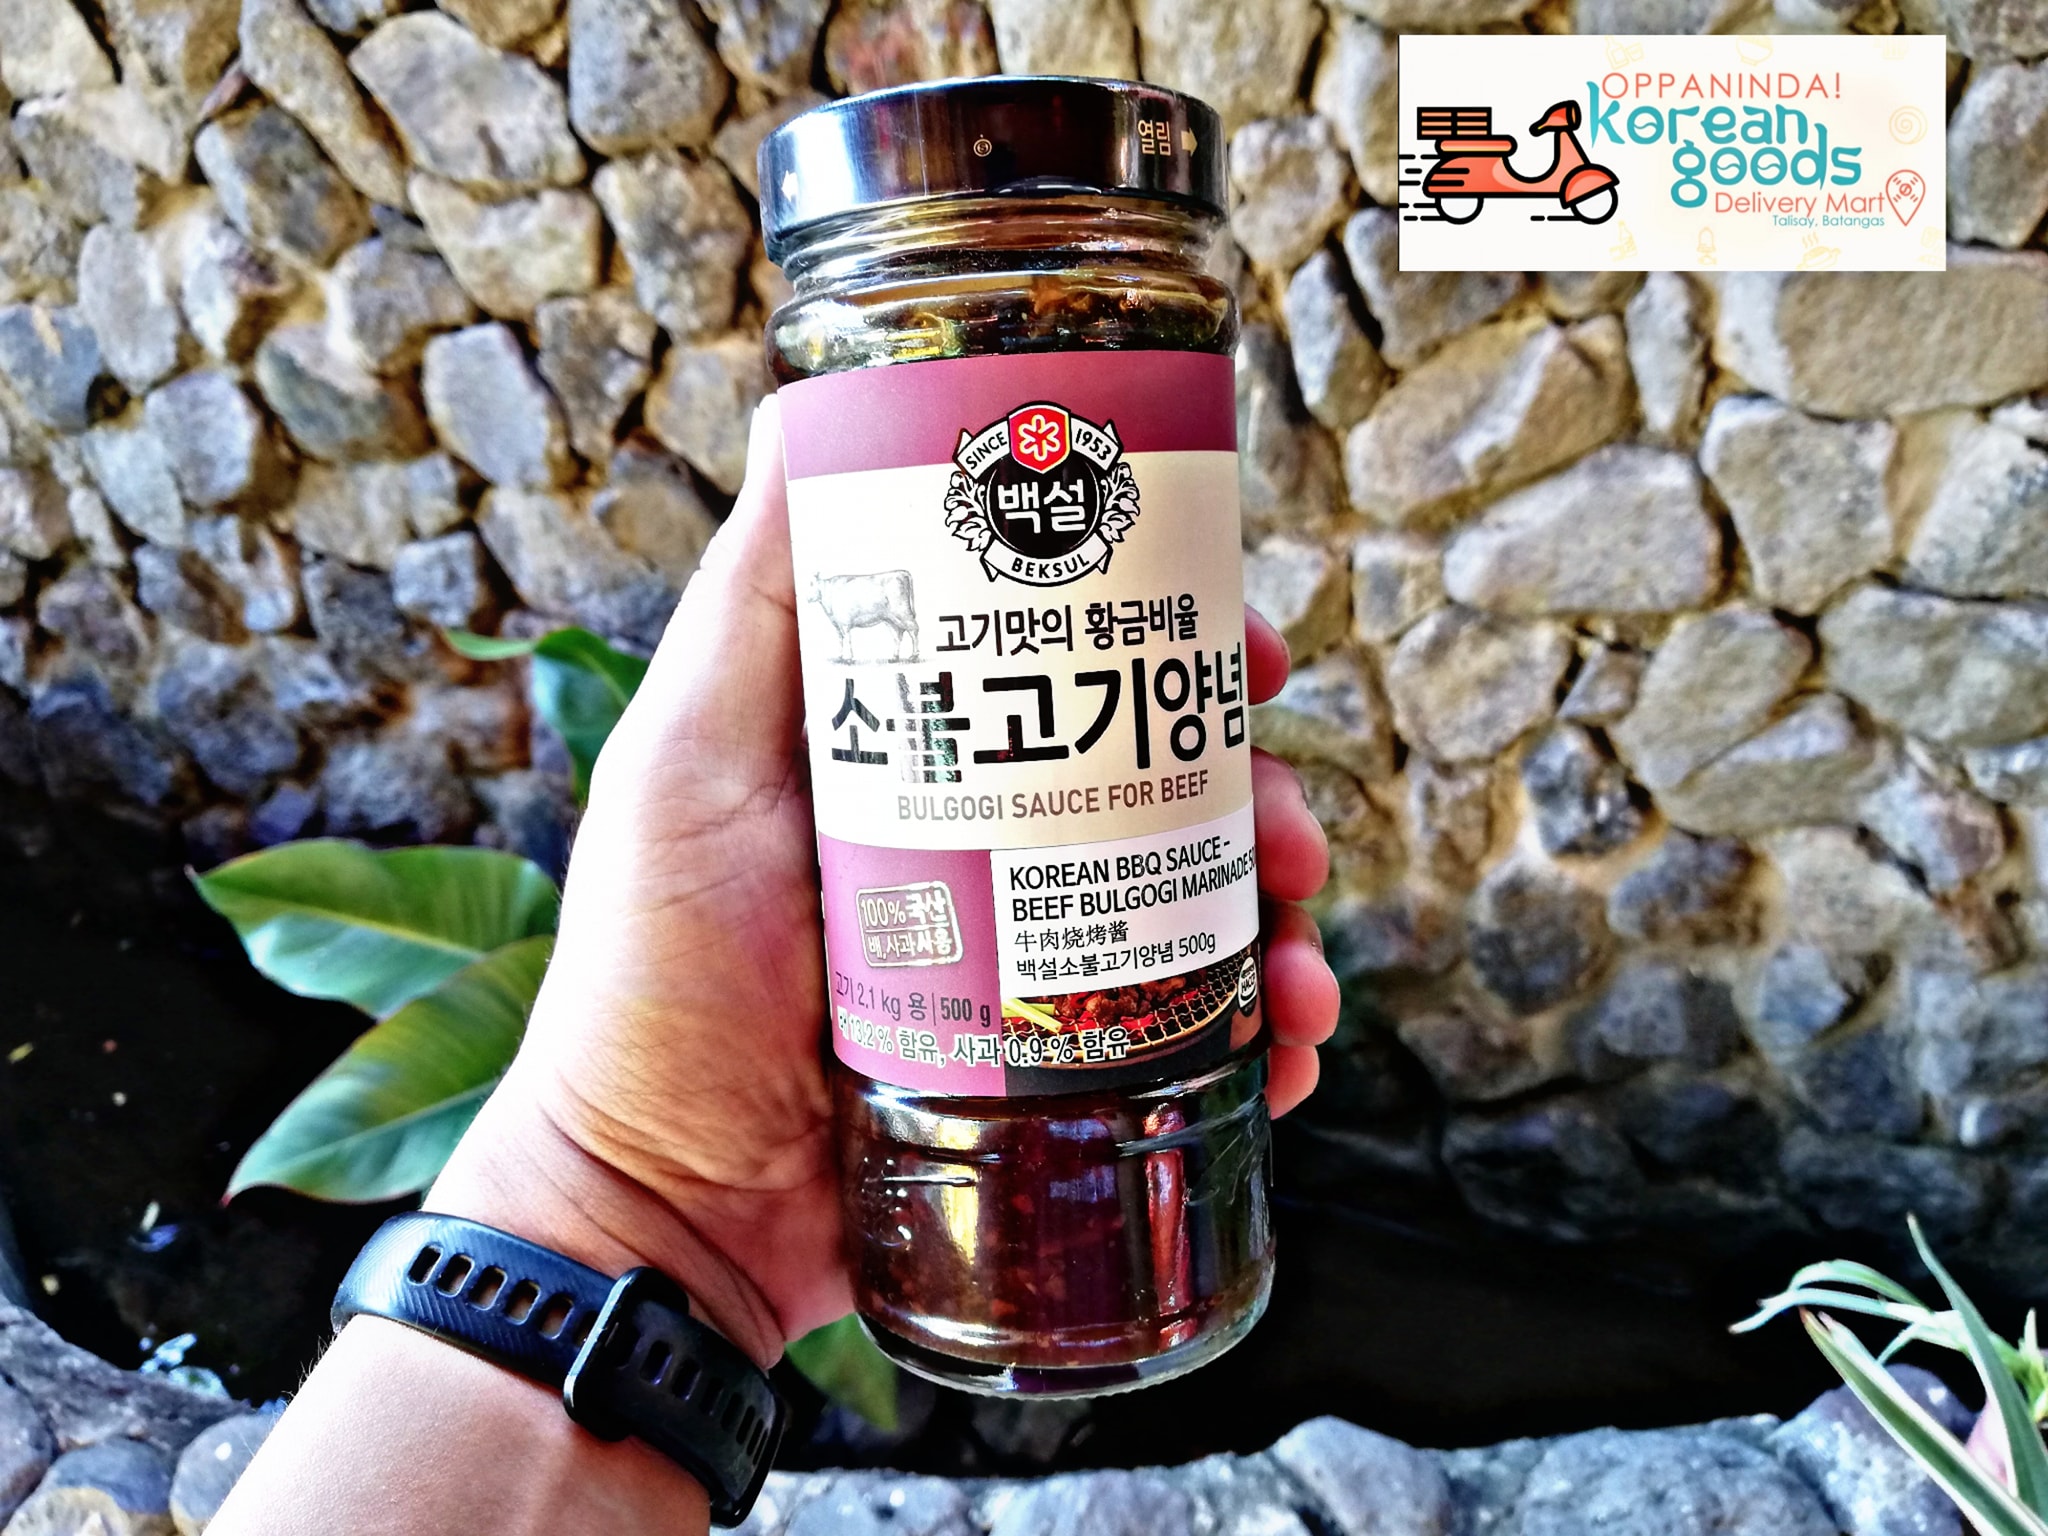 OPPANINDA!
Korean
goods
Delivery Mart
Talisay, Batangas
열림
SINCE 1953
백설
BEKSUL
고기맛의 황금비율
소불고기양념
BULGOGI SAUCE FOR BEEF
KOREAN BBQ SAUCE -
BEEF BULGOGI MARINADE
牛肉烧烤酱
백설소불고기양념 500g
100% 국산
배,사과 사용
고기 2.1 kg 용 | 500 g
배 13.2 % 함유, 사과 0.9 % 함유